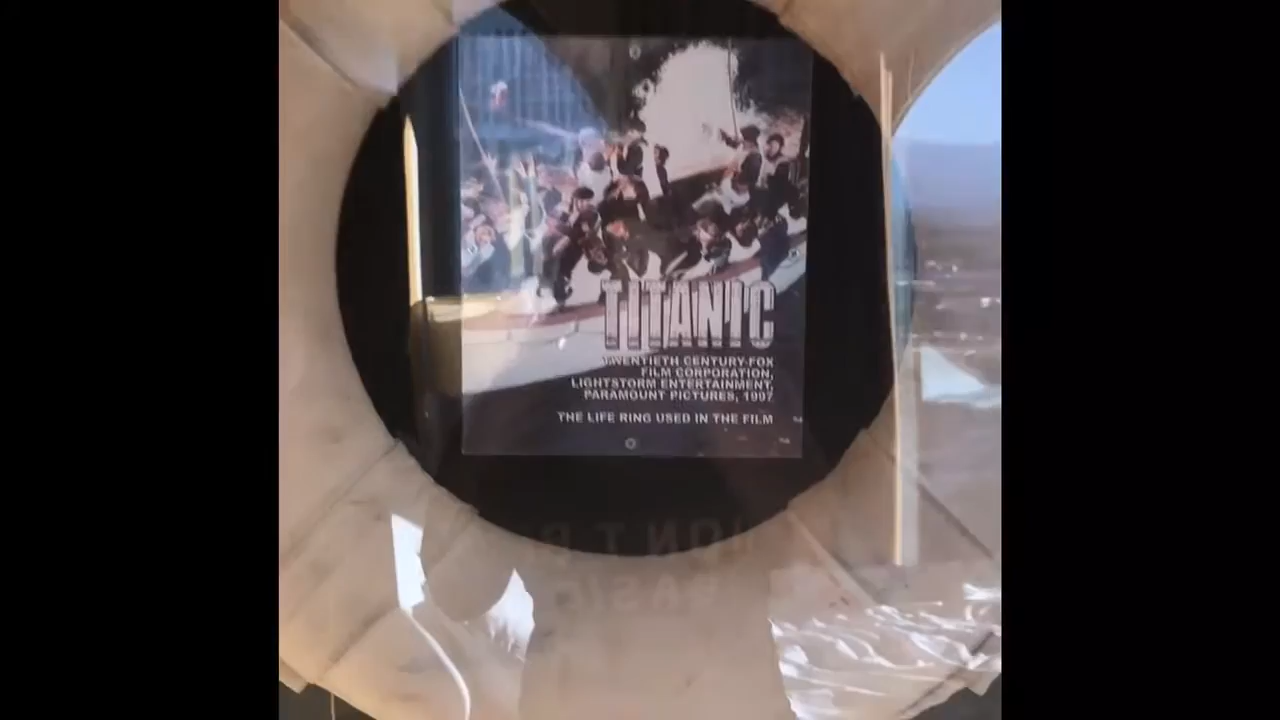 TITANIC
TWENTIETH CENTURY FOX
FILM CORPORATION,
LIGHTSTORM ENTERTAINMENT,
PARAMOUNT PICTURES, 1997
THE LIFE RING USED IN THE FILM